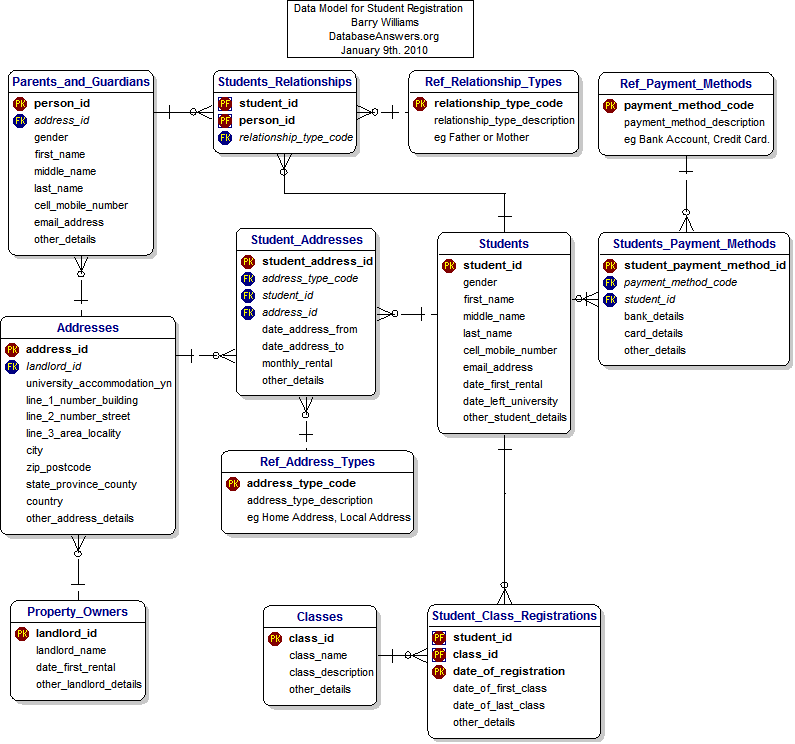 Data Model for Student Registration
Barry Williams
DatabaseAnswers.org
January 9th. 2010
Parents_and_Guardians
PK person_id
FK address_id
gender
first_name
middle_name
last_name
cell_mobile_number
email_address
other_details
Students_Relationships
PF student_id
PF person_id
FK relationship_type_code
Ref_Relationship_Types
PK relationship_type_code
relationship_type_description
eg Father or Mother
Ref_Payment_Methods
PK payment_method_code
payment_method_description
eg Bank Account, Credit Card.
Student_Addresses
PK student_address_id
FK address_type_code
FK student_id
FK address_id
date_address_from
date_address_to
monthly_rental
other_details
Students
PK student_id
gender
first_name
middle_name
last_name
cell_mobile_number
email_address
date_first_rental
date_left_university
other_student_details
Students_Payment_Methods
PK student_payment_method_id
FK payment_method_code
FK student_id
bank_details
card_details
other_details
Addresses
PK address_id
FK landlord_id
university_accommodation_yn
line_1_number_building
line_2_number_street
line_3_area_locality
city
zip_postcode
state_province_county
country
other_address_details
Ref_Address_Types
PK address_type_code
address_type_description
eg Home Address, Local Address
Property_Owners
PK landlord_id
landlord_name
date_first_rental
other_landlord_details
Classes
PK class_id
class_name
class_description
other_details
Student_Class_Registrations
PF student_id
PF class_id
PK date_of_registration
date_of_first_class
date_of_last_class
other_details